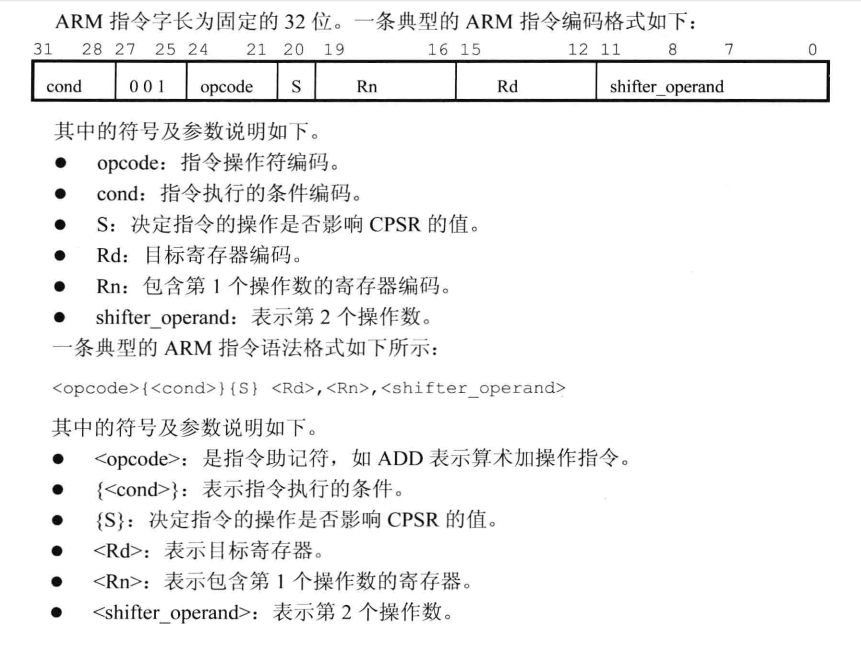 ARM 指令字长为固定的 32 位。一条典型的 ARM 指令编码格式如下：
31 28 27 25 24 21 20 19 16 15 12 11 8 7 0
cond 0 0 1 opcode S Rn Rd shifter_operand
其中的符号及参数说明如下。
● opcode：指令操作符编码。
● cond：指令执行的条件编码。
● S：决定指令的操作是否影响 CPSR 的值。
● Rd：目标寄存器编码。
● Rn：包含第 1 个操作数的寄存器编码。
● shifter_operand：表示第 2 个操作数。
一条典型的 ARM 指令语法格式如下所示：
<opcode>{<cond>}{S} <Rd>,<Rn>,<shifter_operand>
其中的符号及参数说明如下。
● <opcode>：是指令助记符，如 ADD 表示算术加操作指令。
● {<cond>}：表示指令执行的条件。
● {S}：决定指令的操作是否影响 CPSR 的值。
● <Rd>：表示目标寄存器。
● <Rn>：表示包含第 1 个操作数的寄存器。
● <shifter_operand>：表示第 2 个操作数。